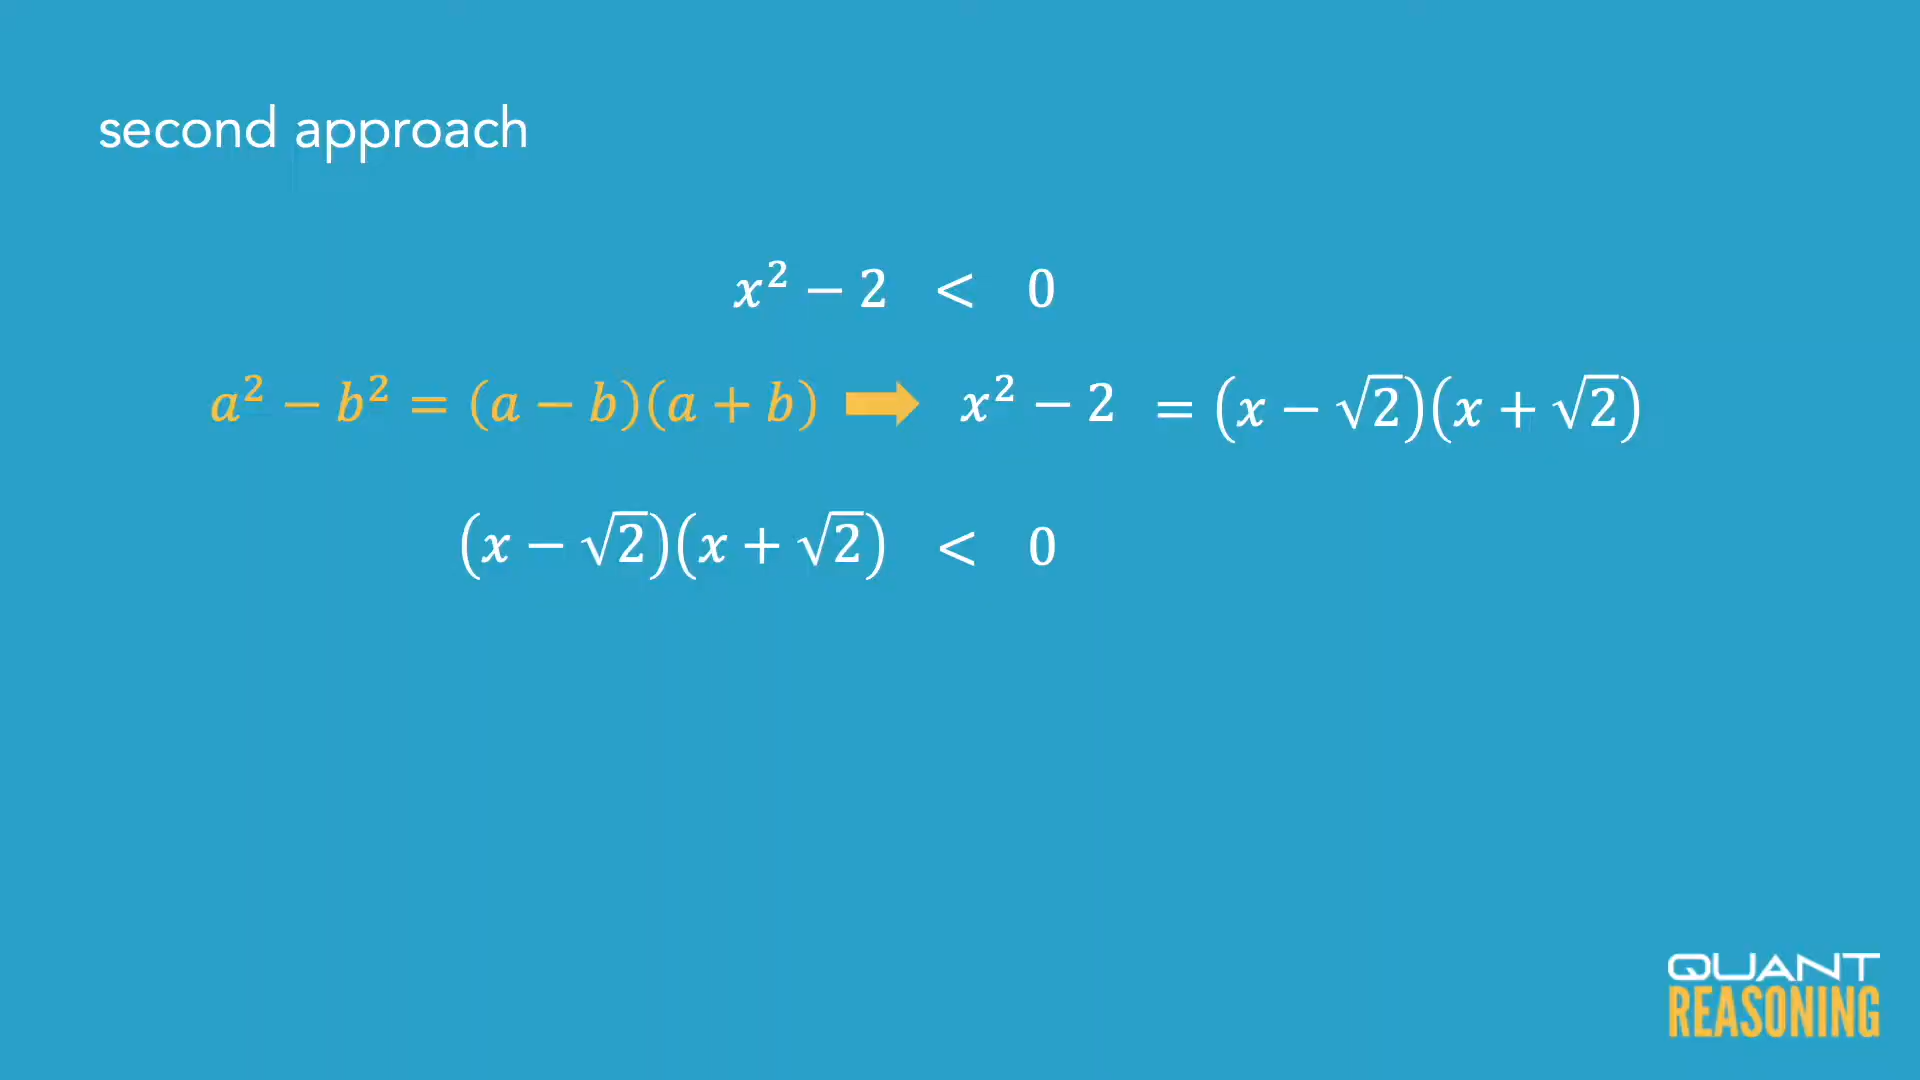 second approach
x² − 2 < 0
a² − b² = (a − b)(a + b) ➡ x² − 2 = (x − √2)(x + √2)
(x − √2)(x + √2) < 0
QUANT
REASONING